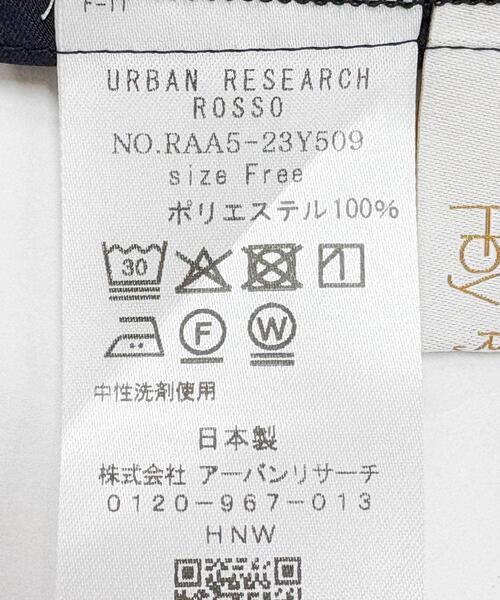 F-11
URBAN RESEARCH
ROSSO
NO.RAA5-23Y509
size Free
ポリエステル100%
30
F W
中性洗剤使用
日本製
株式会社 アーバンリサーチ
0120-967-013
HNW